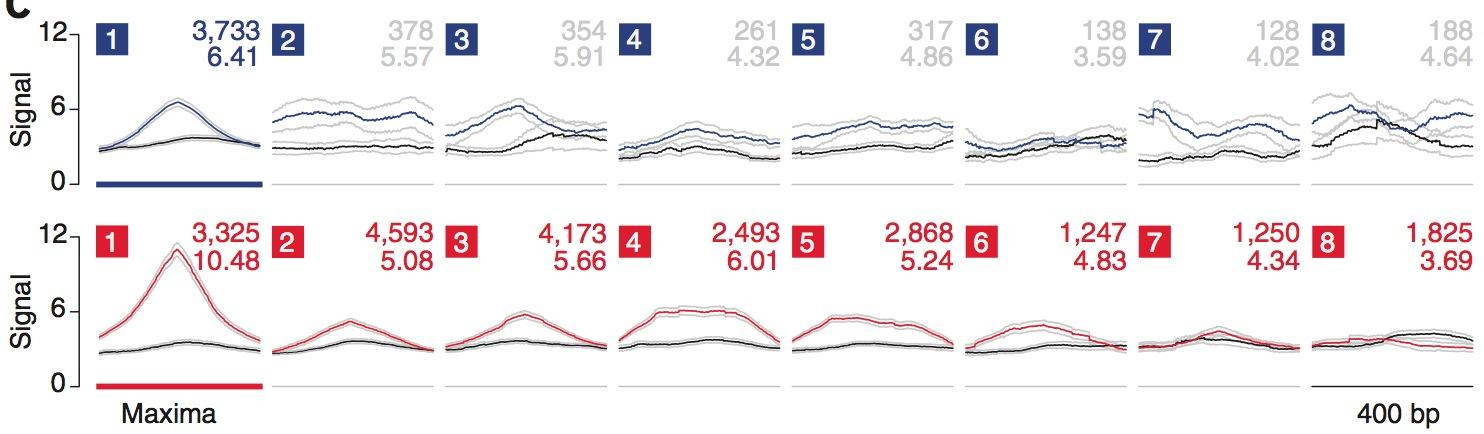 C
12 1 3,733 2 378 3 354 4 261 5 317 6 138 7 128 8 188
6.41 5.57 5.91 4.32 4.86 3.59 4.02 4.64
Signal
6
0
12 1 3,325 2 4,593 3 4,173 4 2,493 5 2,868 6 1,247 7 1,250 8 1,825
10.48 5.08 5.66 6.01 5.24 4.83 4.34 3.69
Signal
6
0
Maxima 400 bp